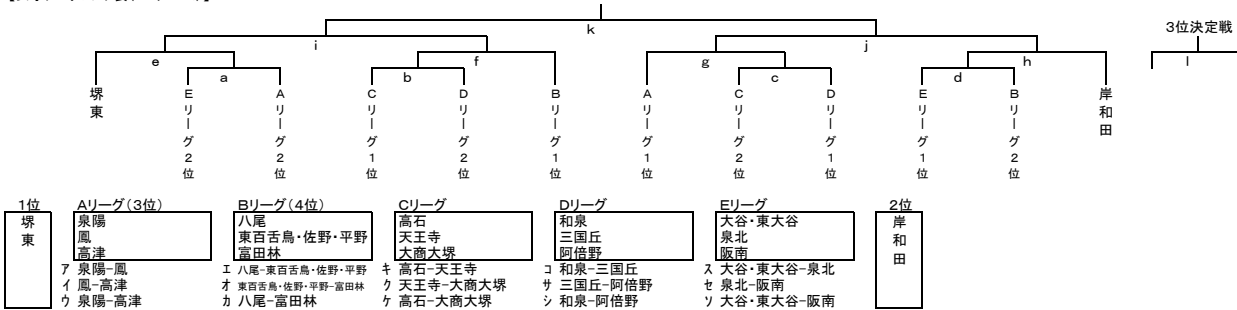 k
3位決定戦
i
j
l
e
f
g
h
a
b
c
d
堺東
Eリーグ2位
Aリーグ2位
Cリーグ1位
Dリーグ2位
Bリーグ1位
Aリーグ1位
Cリーグ2位
Dリーグ1位
Eリーグ1位
Bリーグ2位
岸和田
1位
堺東
Aリーグ(3位)
泉陽
鳳
高津
ア 泉陽-鳳
イ 鳳-高津
ウ 泉陽-高津
Bリーグ(4位)
八尾
東百舌鳥・佐野・平野
富田林
エ 八尾-東百舌鳥・佐野・平野
オ 東百舌鳥・佐野・平野-富田林
カ 八尾-富田林
Cリーグ
高石
天王寺
大商大堺
キ 高石-天王寺
ク 天王寺-大商大堺
ケ 高石-大商大堺
Dリーグ
和泉
三国丘
阿倍野
コ 和泉-三国丘
サ 三国丘-阿倍野
シ 和泉-阿倍野
Eリーグ
大谷・東大谷
泉北
阪南
ス 大谷・東大谷-泉北
セ 泉北-阪南
ソ 大谷・東大谷-阪南
2位
岸和田